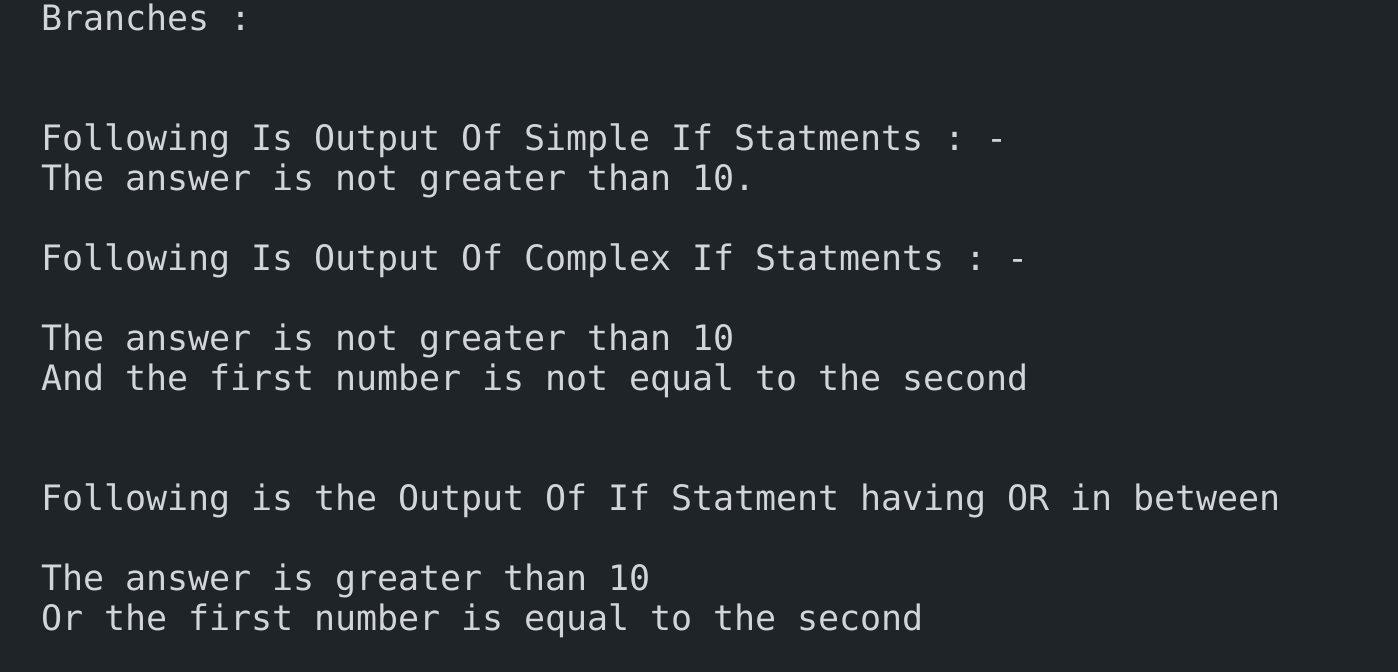 Branches :
Following Is Output Of Simple If Statments : -
The answer is not greater than 10.
Following Is Output Of Complex If Statments : -
The answer is not greater than 10
And the first number is not equal to the second
Following is the Output Of If Statment having OR in between
The answer is greater than 10
Or the first number is equal to the second